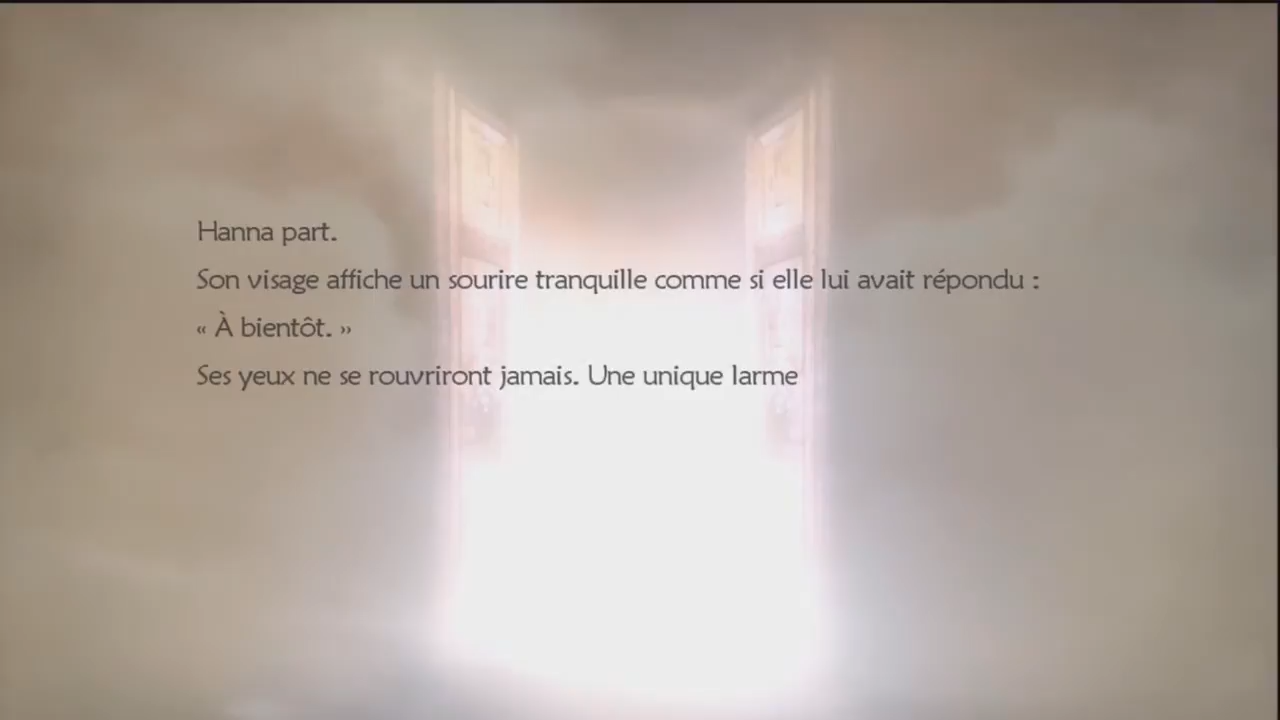 Hanna part.
Son visage affiche un sourire tranquille comme si elle lui avait répondu :
« À bientôt. »
Ses yeux ne se rouvriront jamais. Une unique larme